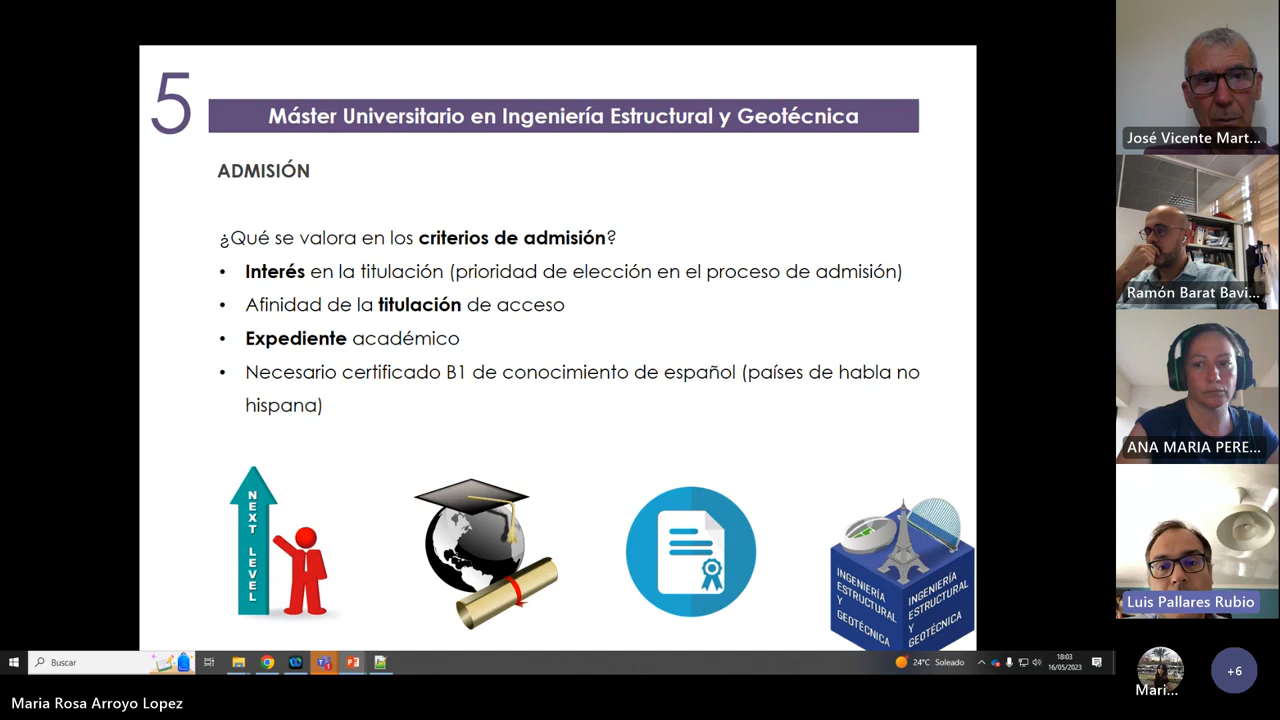 5
Máster Universitario en Ingeniería Estructural y Geotécnica
ADMISIÓN
¿Qué se valora en los criterios de admisión?
• Interés en la titulación (prioridad de elección en el proceso de admisión)
• Afinidad de la titulación de acceso
• Expediente académico
• Necesario certificado B1 de conocimiento de español (países de habla no
hispana)
NEXT LEVEL
INGENIERÍA
ESTRUCTURAL
Y
GEOTÉCNICA
INGENIERÍA
ESTRUCTURAL
Y
GEOTÉCNICA
José Vicente Mart...
Ramón Barat Bavi...
ANA MARIA PERE...
Luis Pallares Rubio
Mari...
+6
Buscar
24°C Soleado
18:03
16/05/2023
Maria Rosa Arroyo Lopez